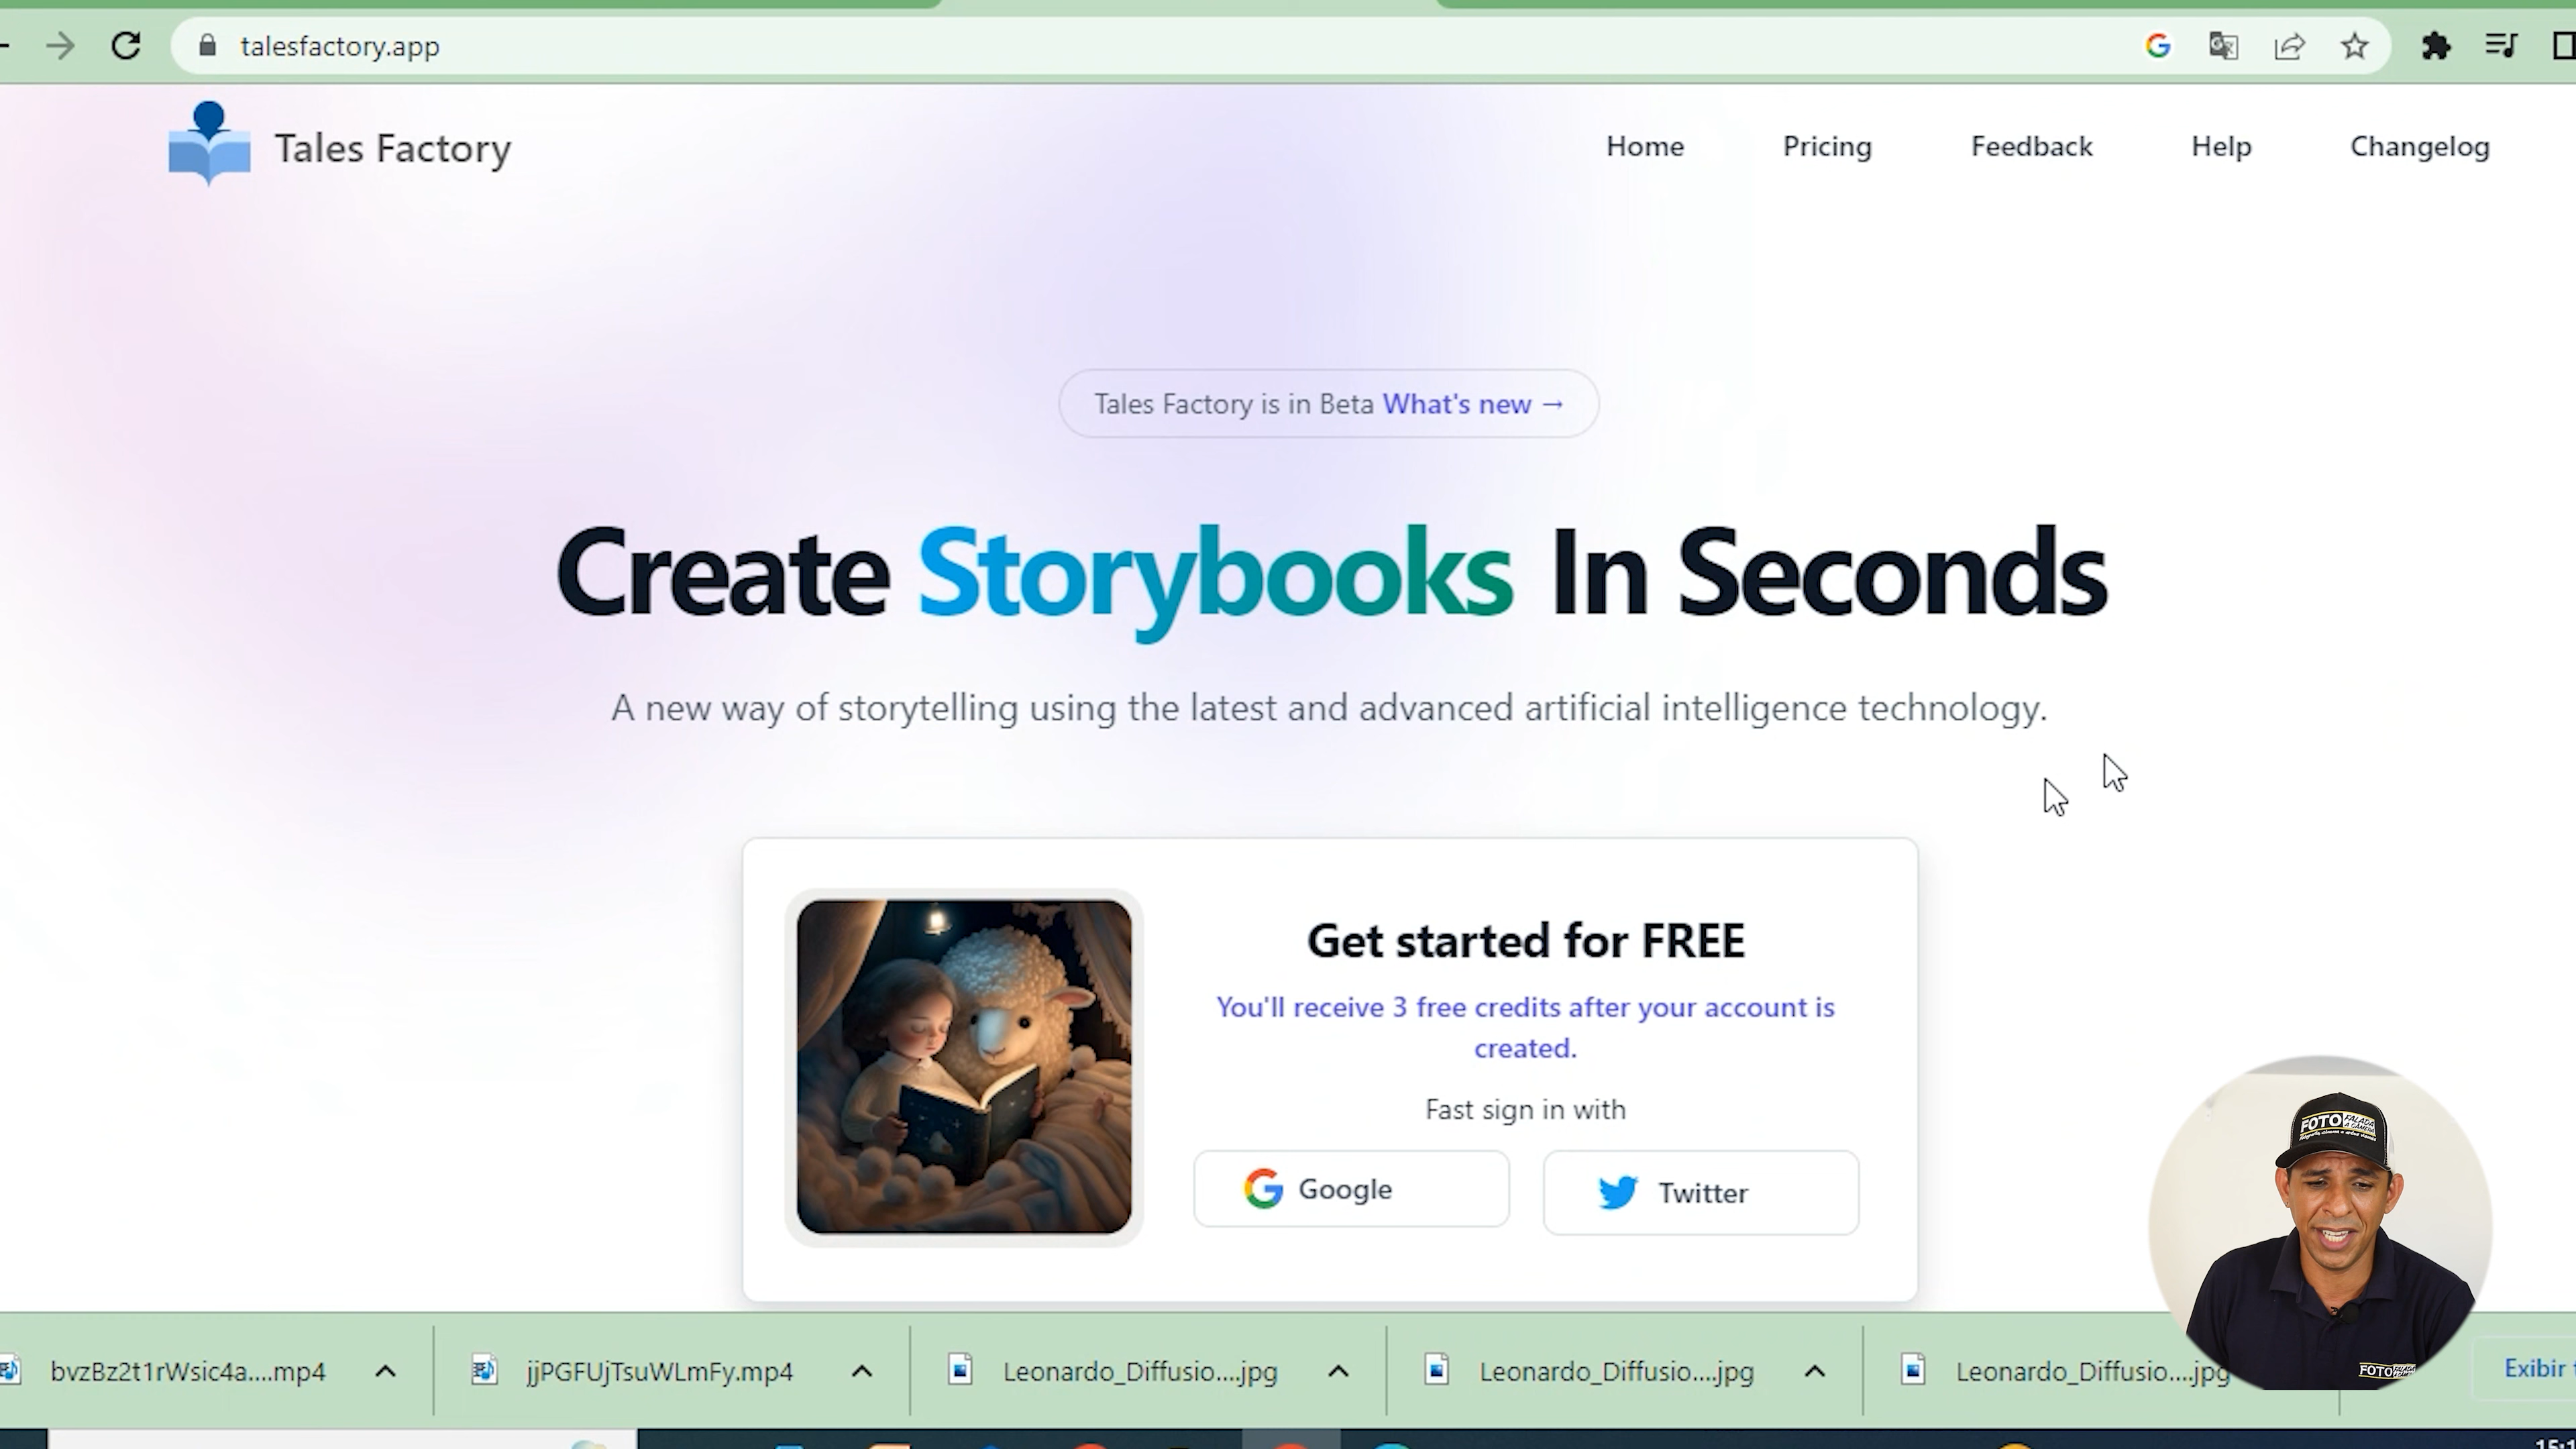 talesfactory.app
Tales Factory
Home Pricing Feedback Help Changelog
Tales Factory is in Beta What's new →
Create Storybooks In Seconds
A new way of storytelling using the latest and advanced artificial intelligence technology.
Get started for FREE
You'll receive 3 free credits after your account is
created.
Fast sign in with
Google Twitter
FOTO FALADA
FOTO
bvzBz2t1rWsic4a....mp4 jjPGFUjTsuWLmFy.mp4 Leonardo_Diffusio....jpg Leonardo_Diffusio....jpg Leonardo_Diffusio....jpg Exibir